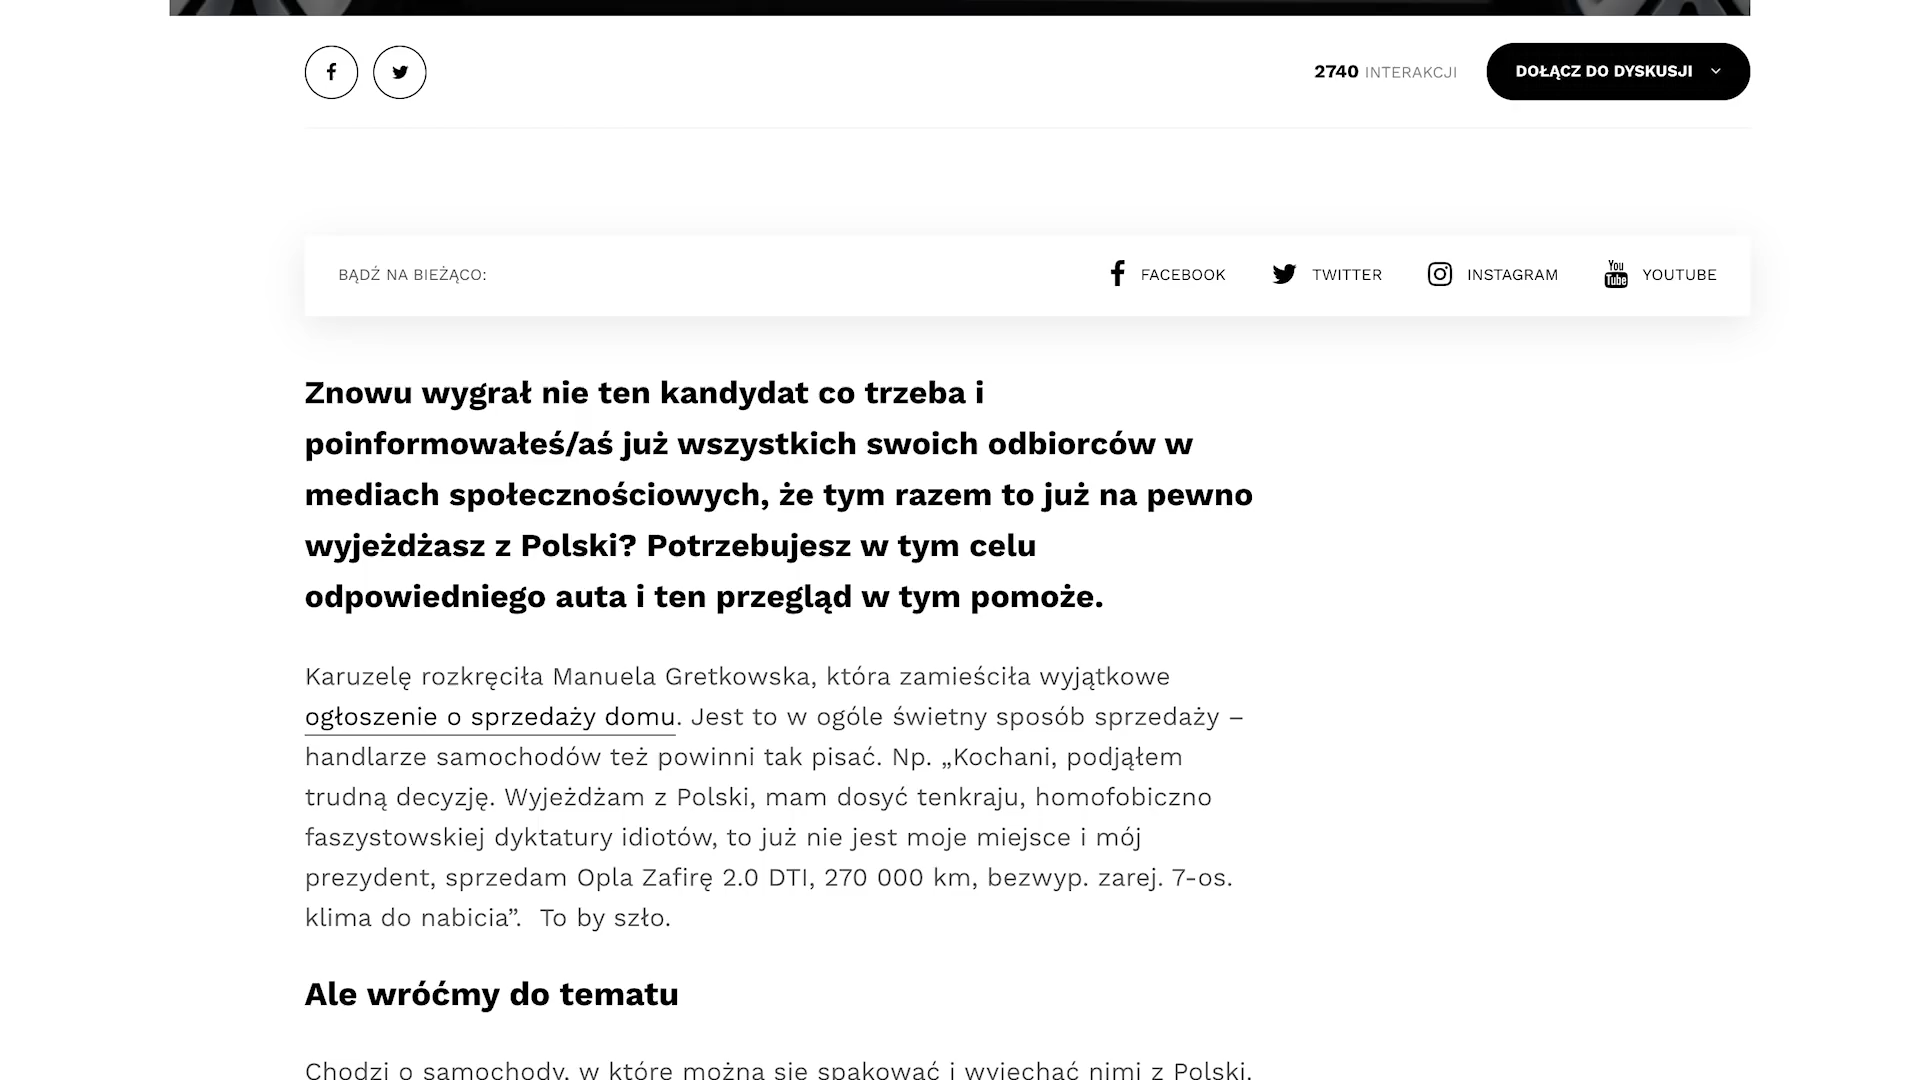 2740 INTERAKCJI
DOŁĄCZ DO DYSKUSJI
BĄDŹ NA BIEŻĄCO:
FACEBOOK
TWITTER
INSTAGRAM
You Tube YOUTUBE
Znowu wygrał nie ten kandydat co trzeba i
poinformowałeś/aś już wszystkich swoich odbiorców w
mediach społecznościowych, że tym razem to już na pewno
wyjeżdżasz z Polski? Potrzebujesz w tym celu
odpowiedniego auta i ten przegląd w tym pomoże.
Karuzelę rozkręciła Manuela Gretkowska, która zamieściła wyjątkowe
ogłoszenie o sprzedaży domu. Jest to w ogóle świetny sposób sprzedaży –
handlarze samochodów też powinni tak pisać. Np. „Kochani, podjąłem
trudną decyzję. Wyjeżdżam z Polski, mam dosyć tenkraju, homofobiczno
faszystowskiej dyktatury idiotów, to już nie jest moje miejsce i mój
prezydent, sprzedam Opla Zafirę 2.0 DTI, 270 000 km, bezwyp. zarej. 7-os.
klima do nabicia”. To by szło.
Ale wróćmy do tematu
Chodzi o samochody, w które można się spakować i wyjechać nimi z Polski.